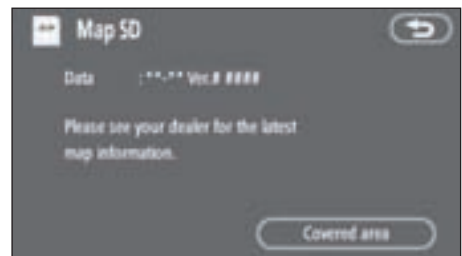 Map SD
Data : **-** Ver.# ####
Please see your dealer for the latest
map information.
Covered area